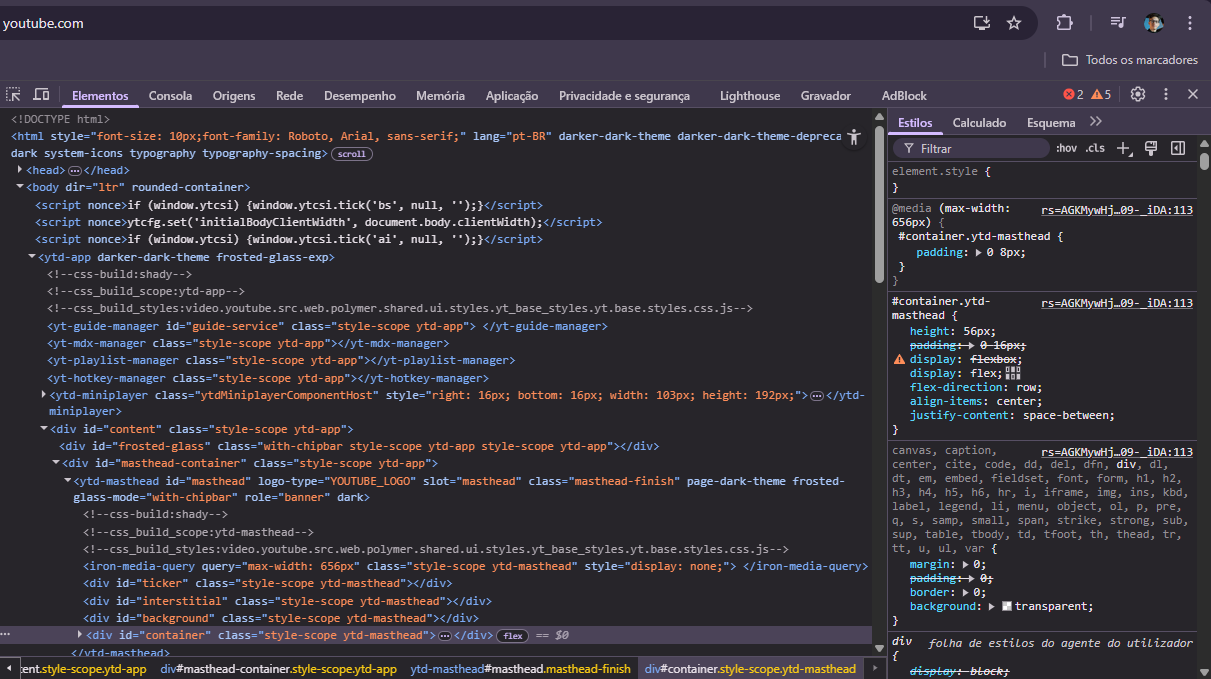 youtube.com
Todos os marcadores
Elementos Consola Origens Rede Desempenho Memória Aplicação Privacidade e segurança Lighthouse Gravador AdBlock 2 5
<!DOCTYPE html>
<html style="font-size: 10px;font-family: Roboto, Arial, sans-serif;" lang="pt-BR" darker-dark-theme darker-dark-theme-depreca
dark system-icons typography typography-spacing> scroll
<head> ⋯ </head>
<body dir="ltr" rounded-container>
<script nonce>if (window.ytcsi) {window.ytcsi.tick('bs', null, '');}</script>
<script nonce>ytcfg.set('initialBodyClientWidth', document.body.clientWidth);</script>
<script nonce>if (window.ytcsi) {window.ytcsi.tick('ai', null, '');}</script>
<ytd-app darker-dark-theme frosted-glass-exp>
<!--css-build:shady-->
<!--css_build_scope:ytd-app-->
<!--css_build_styles:video.youtube.src.web.polymer.shared.ui.styles.yt_base_styles.yt.base.styles.css.js-->
<yt-guide-manager id="guide-service" class="style-scope ytd-app"> </yt-guide-manager>
<yt-mdx-manager class="style-scope ytd-app"></yt-mdx-manager>
<yt-playlist-manager class="style-scope ytd-app"></yt-playlist-manager>
<yt-hotkey-manager class="style-scope ytd-app"></yt-hotkey-manager>
<ytd-miniplayer class="ytdMiniplayerComponentHost" style="right: 16px; bottom: 16px; width: 103px; height: 192px;"> ⋯ </ytd-
miniplayer>
<div id="content" class="style-scope ytd-app">
<div id="frosted-glass" class="with-chipbar style-scope ytd-app style-scope ytd-app"></div>
<div id="masthead-container" class="style-scope ytd-app">
<ytd-masthead id="masthead" logo-type="YOUTUBE_LOGO" slot="masthead" class="masthead-finish" page-dark-theme frosted-
glass-mode="with-chipbar" role="banner" dark>
<!--css-build:shady-->
<!--css_build_scope:ytd-masthead-->
<!--css_build_styles:video.youtube.src.web.polymer.shared.ui.styles.yt_base_styles.yt.base.styles.css.js-->
<iron-media-query query="max-width: 656px" class="style-scope ytd-masthead" style="display: none;"> </iron-media-query>
<div id="ticker" class="style-scope ytd-masthead"></div>
<div id="interstitial" class="style-scope ytd-masthead"></div>
<div id="background" class="style-scope ytd-masthead"></div>
<div id="container" class="style-scope ytd-masthead"> ⋯ </div> flex == $0
</ytd-masthead>
tent.style-scope.ytd-app div#masthead-container.style-scope.ytd-app ytd-masthead#masthead.masthead-finish div#container.style-scope.ytd-masthead
Estilos Calculado Esquema
Filtrar :hov .cls
element.style {
}
@media (max-width: rs=AGKMywHj…09-_iDA:113
656px) {
#container.ytd-masthead {
padding: 0 8px;
}
}
#container.ytd- rs=AGKMywHj…09-_iDA:113
masthead {
height: 56px;
padding: 0 16px;
display: flexbox;
display: flex;
flex-direction: row;
align-items: center;
justify-content: space-between;
}
canvas, caption, rs=AGKMywHj…09-_iDA:113
center, cite, code, dd, del, dfn, div, dl,
dt, em, embed, fieldset, font, form, h1, h2,
h3, h4, h5, h6, hr, i, iframe, img, ins, kbd,
label, legend, li, menu, object, ol, p, pre,
q, s, samp, small, span, strike, strong, sub,
sup, table, tbody, td, tfoot, th, thead, tr,
tt, u, ul, var {
margin: 0;
padding: 0;
border: 0;
background: transparent;
}
div folha de estilos do agente do utilizador
{
display: block;